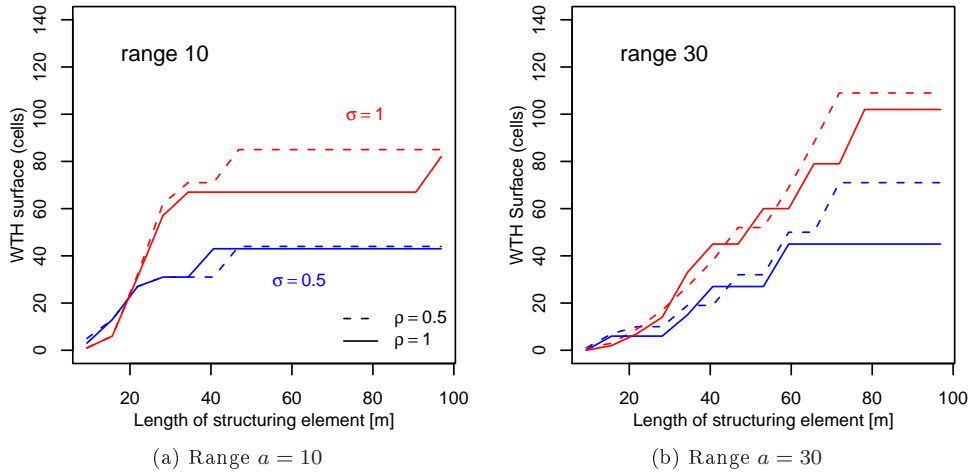 range 10
WTH surface (cells)
0
20
40
60
80
100
120
140
σ = 1
σ = 0.5
ρ = 0.5
ρ = 1
20
40
60
80
100
Length of structuring element [m]
(a) Range a = 10
range 30
WTH Surface (cells)
0
20
40
60
80
100
120
140
20
40
60
80
100
Length of structuring element [m]
(b) Range a = 30